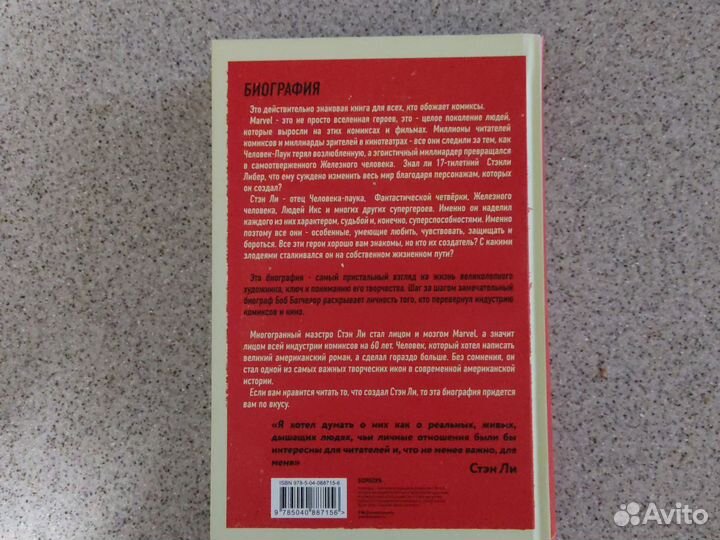 БИОГРАФИЯ
Это действительно знаковая книга для всех, кто обожает комиксы.
Marvel - это не просто вселенная героев, это - целое поколение людей,
которые выросли на этих комиксах и фильмах. Миллионы читателей
комиксов и миллиарды зрителей в кинотеатрах - все они следили за тем, как
Человек-Паук терял возлюбленную, а эгоистичный миллиардер превращался
в самоотверженного Железного человека. Знал ли 17-тилетний Стэнли
Либер, что ему суждено изменить весь мир благодаря персонажам, которых
он создал?
Стэн Ли - отец Человека-паука, Фантастической четвёрки, Железного
человека, Людей Икс и многих других супергероев. Именно он наделил
каждого из них характером, судьбой и, конечно, суперспособностями. Именно
поэтому все они - особенные, умеющие любить, чувствовать, защищать и
бороться. Все эти герои хорошо вам знакомы, но кто их создатель? С какими
злодеями сталкивался он на собственном жизненном пути?
Эта биография - самый пристальный взгляд на жизнь великолепного
художника, ключ к пониманию его творчества. Шаг за шагом замечательный
биограф Боб Батчелор раскрывает личность того, кто перевернул индустрию
комиксов и кино.
Многогранный маэстро Стэн Ли стал лицом и мозгом Marvel, а значит
лицом всей индустрии комиксов на 60 лет. Человек, который хотел написать
великий американский роман, а сделал гораздо больше. Без сомнения, он
стал одной из самых важных творческих икон в современной американской
истории.
Если вам нравится читать то, что создал Стэн Ли, то эта биография придется
вам по вкусу.
«Я хотел думать о них как о реальных, живых,
дышащих людях, чьи личные отношения были бы
интересны для читателей и, что не менее важно, для
меня»
Стэн Ли
ISBN 978-5-04-088715-6
9 785040 887156
БОМБОРА
Avito